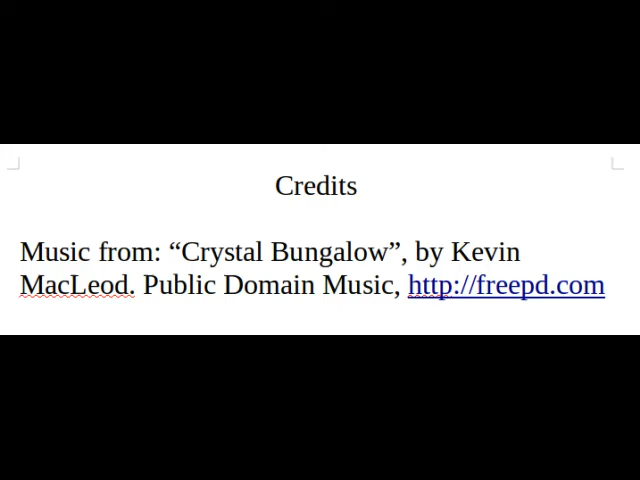 Credits
Music from: “Crystal Bungalow”, by Kevin
MacLeod. Public Domain Music, http://freepd.com